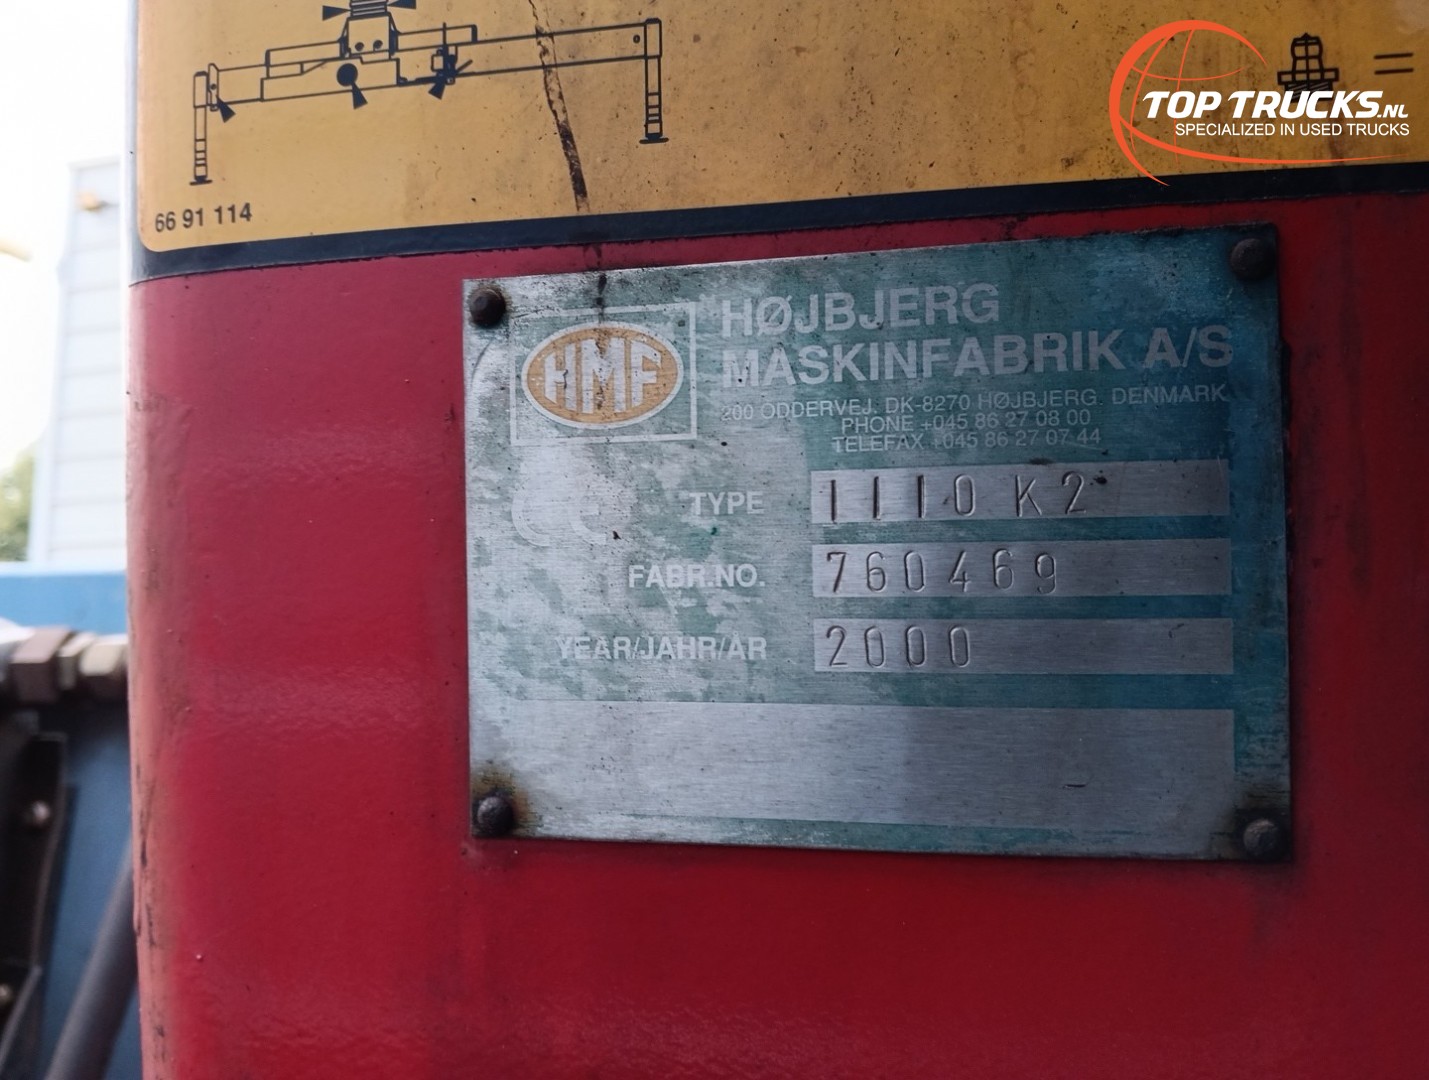 TOP TRUCKS.NL
SPECIALIZED IN USED TRUCKS
66 91 114
HMF
HØJBJERG
MASKINFABRIK A/S
200 ODDERVEJ. DK-8270 HØJBJERG. DENMARK
PHONE +045 86 27 08 00
TELEFAX +045 86 27 07 44
CE
TYPE 1110 K2
FABR.NO. 760469
YEAR/JAHR/AR 2000